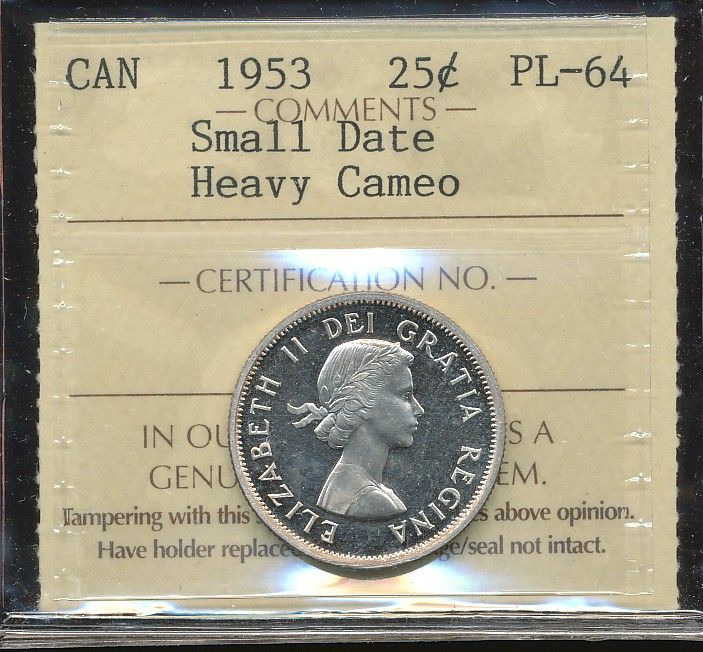 CAN 1953 25¢ PL-64
— COMMENTS —
Small Date
Heavy Cameo
— CERTIFICATION NO. —
ELIZABETH II DEI GRATIA REGINA
IN OU S A
GENU EM.
Tampering with this s above opinion.
Have holder replace ge/seal not intact.